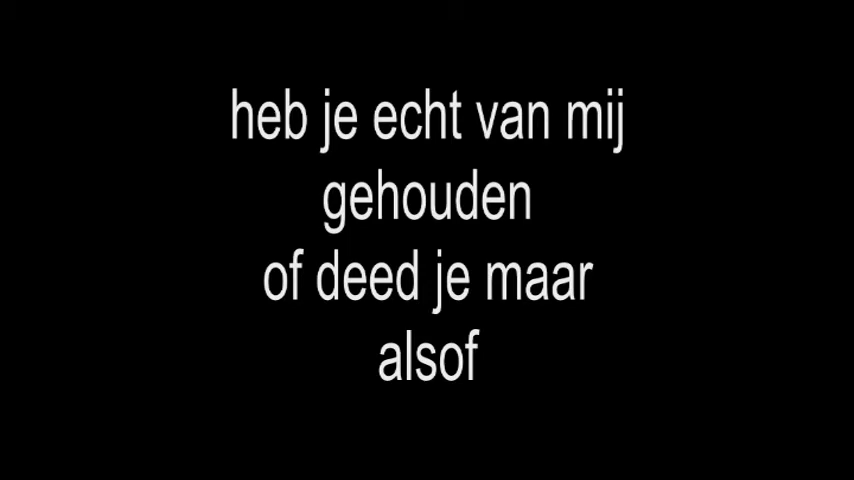 heb je echt van mij
gehouden
of deed je maar
alsof